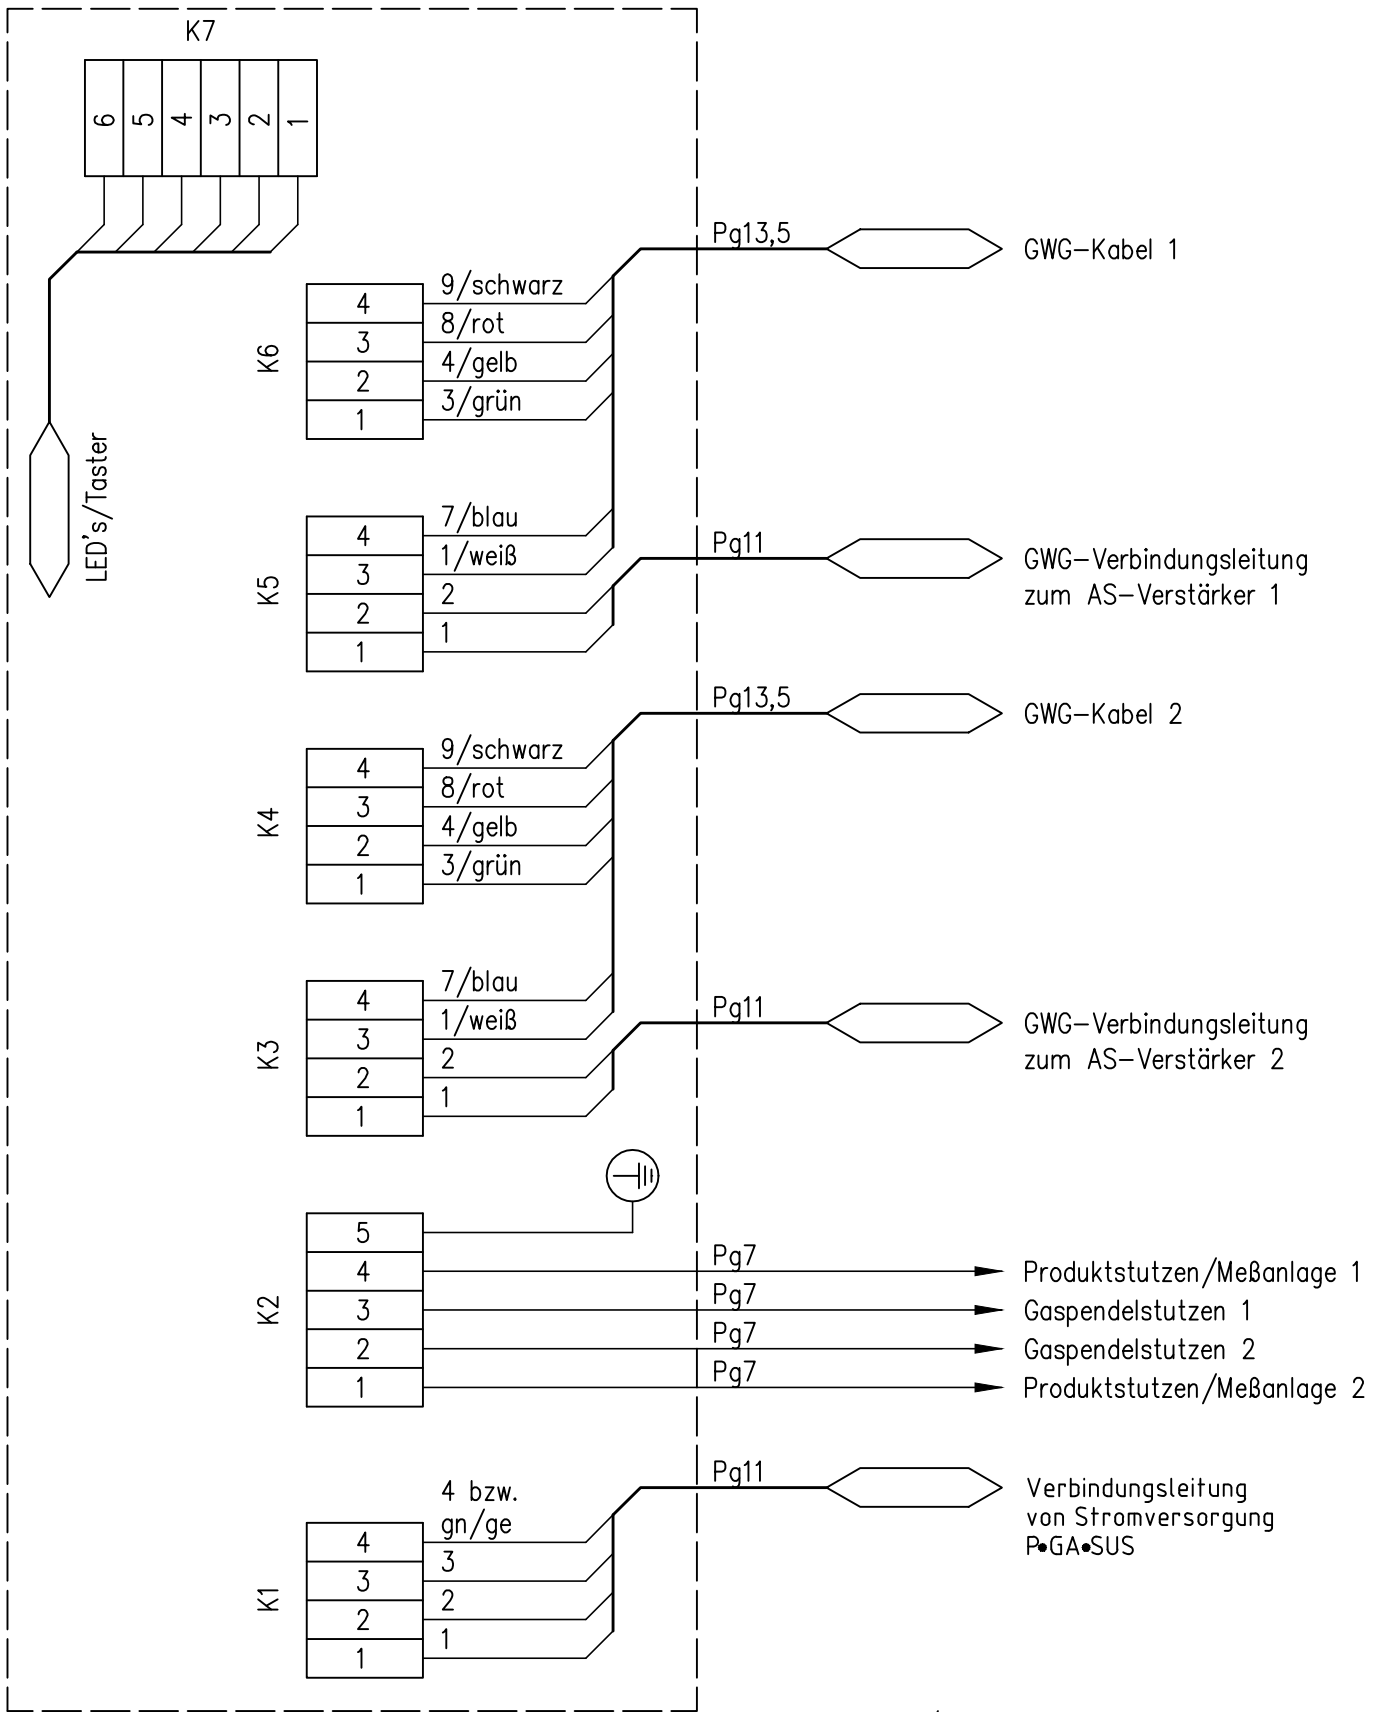 K7
6 5 4 3 2 1
LED's/Taster
Pg13,5
GWG-Kabel 1
K6
4 9/schwarz
3 8/rot
2 4/gelb
1 3/grün
K5
4 7/blau
3 1/weiß
2 2
1 1
Pg11
GWG-Verbindungsleitung
zum AS-Verstärker 1
Pg13,5
GWG-Kabel 2
K4
4 9/schwarz
3 8/rot
2 4/gelb
1 3/grün
K3
4 7/blau
3 1/weiß
2 2
1 1
Pg11
GWG-Verbindungsleitung
zum AS-Verstärker 2
K2
5
4 Pg7 Produktstutzen/Meßanlage 1
3 Pg7 Gaspendelstutzen 1
2 Pg7 Gaspendelstutzen 2
1 Pg7 Produktstutzen/Meßanlage 2
K1
4 bzw.
4 gn/ge
3 3
2 2
1 1
Pg11
Verbindungsleitung
von Stromversorgung
P•GA•SUS